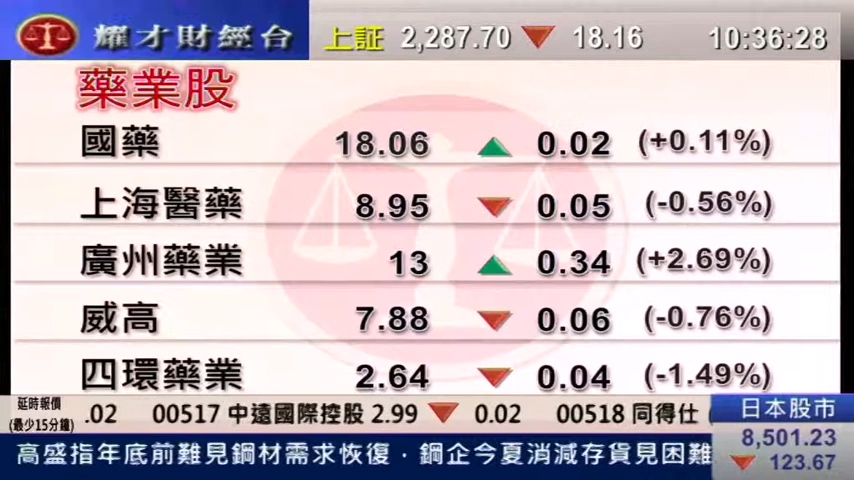 耀才財經台 上証 2,287.70 18.16 10:36:28
藥業股
國藥 18.06 0.02 (+0.11%)
上海醫藥 8.95 0.05 (-0.56%)
廣州藥業 13 0.34 (+2.69%)
威高 7.88 0.06 (-0.76%)
四環藥業 2.64 0.04 (-1.49%)
延時報價
(最少15分鐘)
.02 00517 中遠國際控股 2.99 0.02 00518 同得仕 (
日本股市
8,501.23
123.67
高盛指年底前難見鋼材需求恢復．鋼企今夏消減存貨見困難